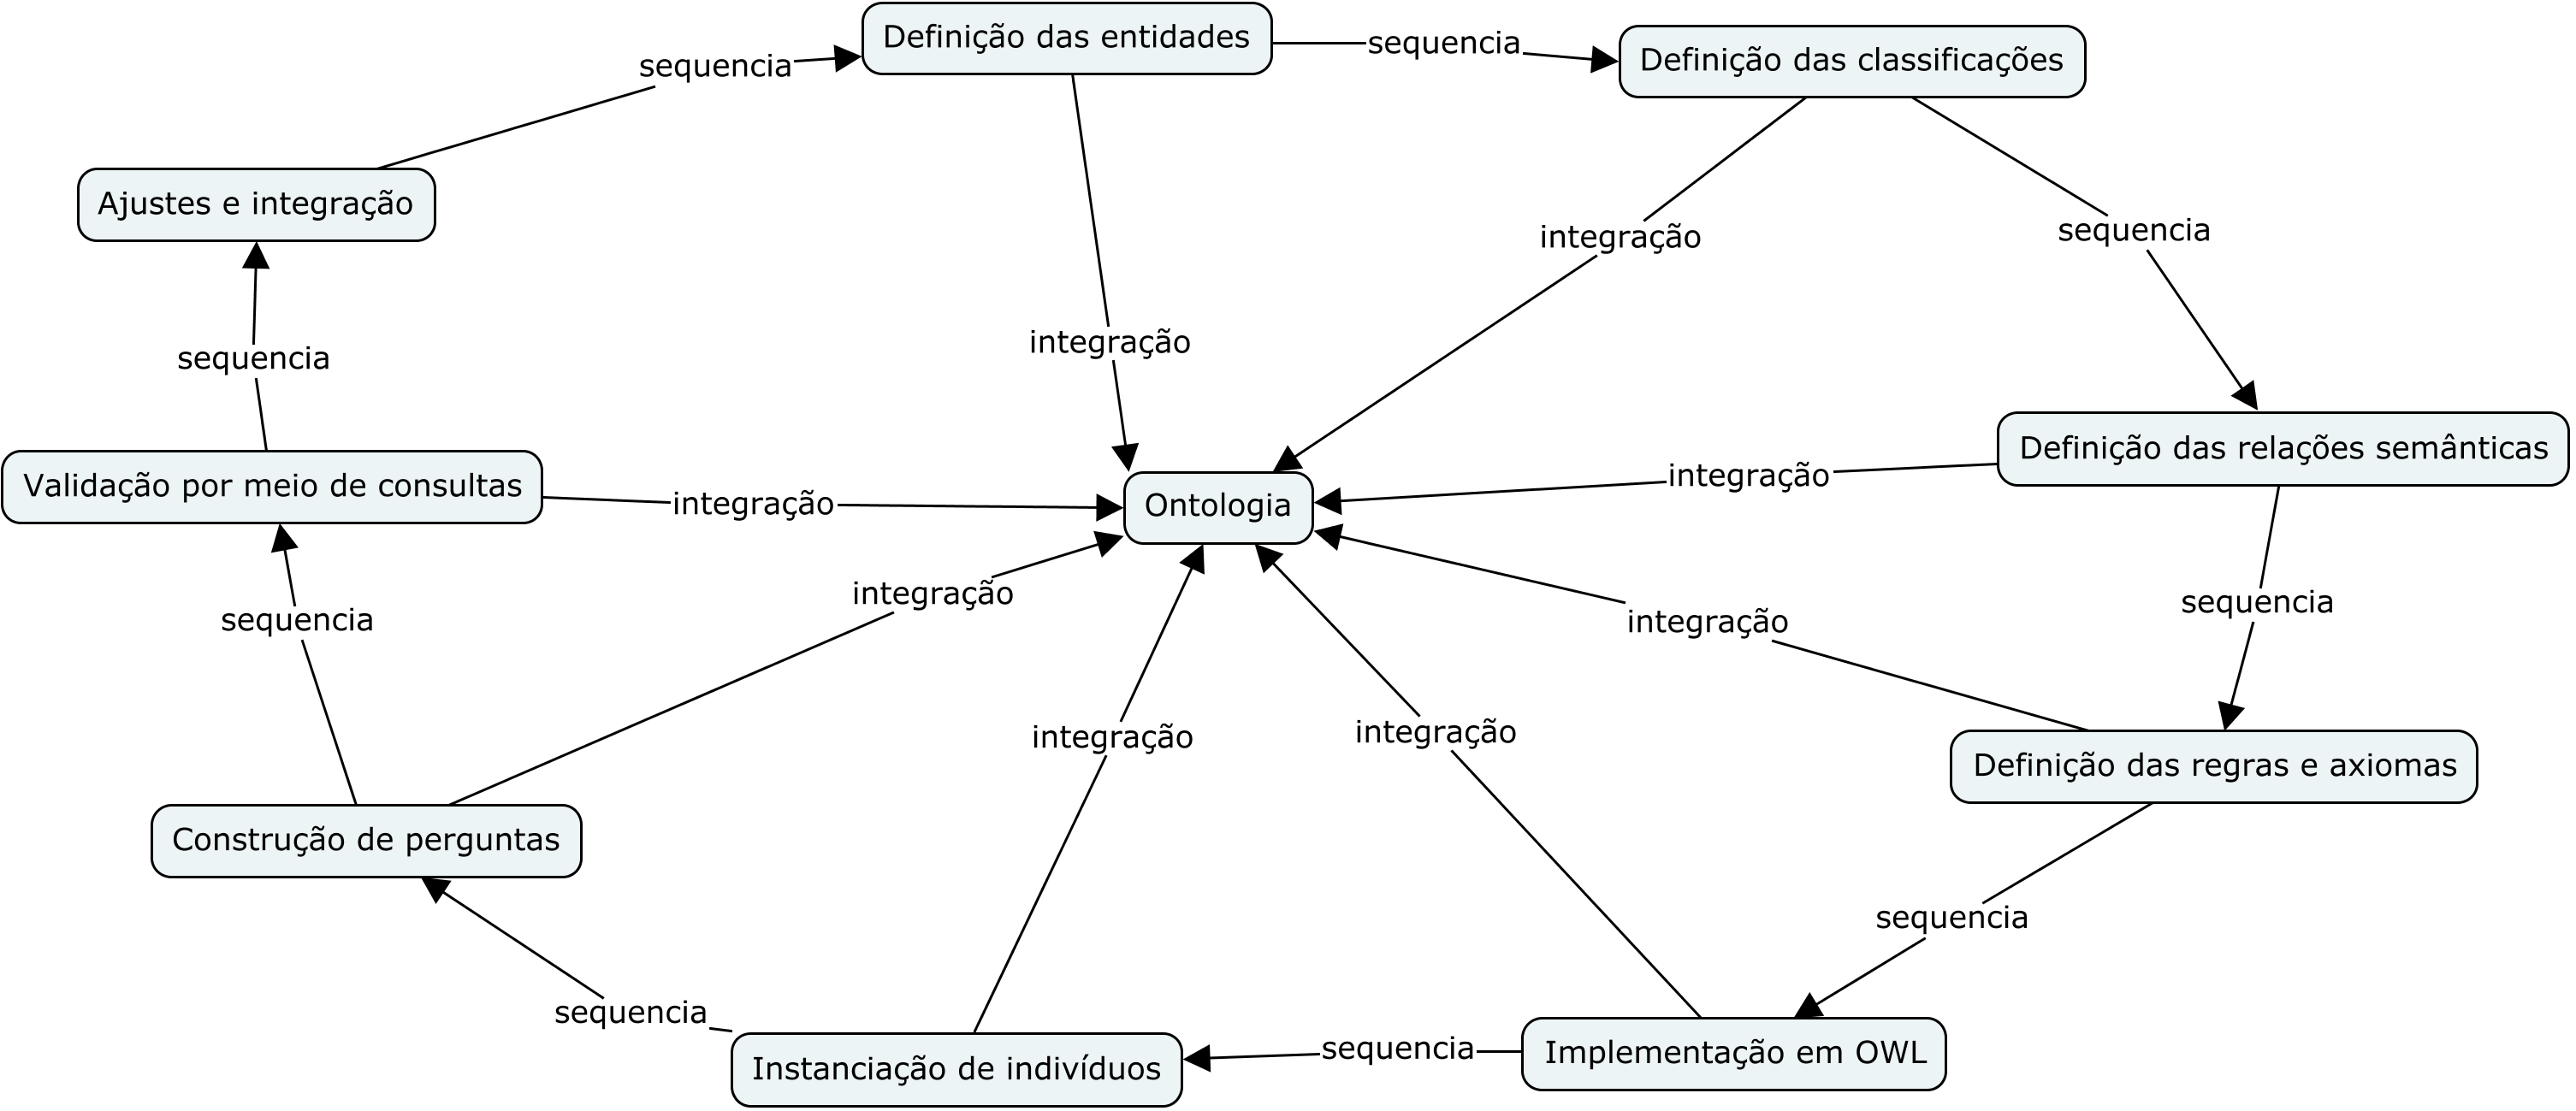 Definição das entidades
sequencia
Definição das classificações
sequencia
Ajustes e integração
integração
sequencia
integração
sequencia
Definição das relações semânticas
integração
Validação por meio de consultas
integração
Ontologia
integração
sequencia
sequencia
integração
integração
integração
Definição das regras e axiomas
Construção de perguntas
sequencia
sequencia
sequencia
Implementação em OWL
Instanciação de indivíduos